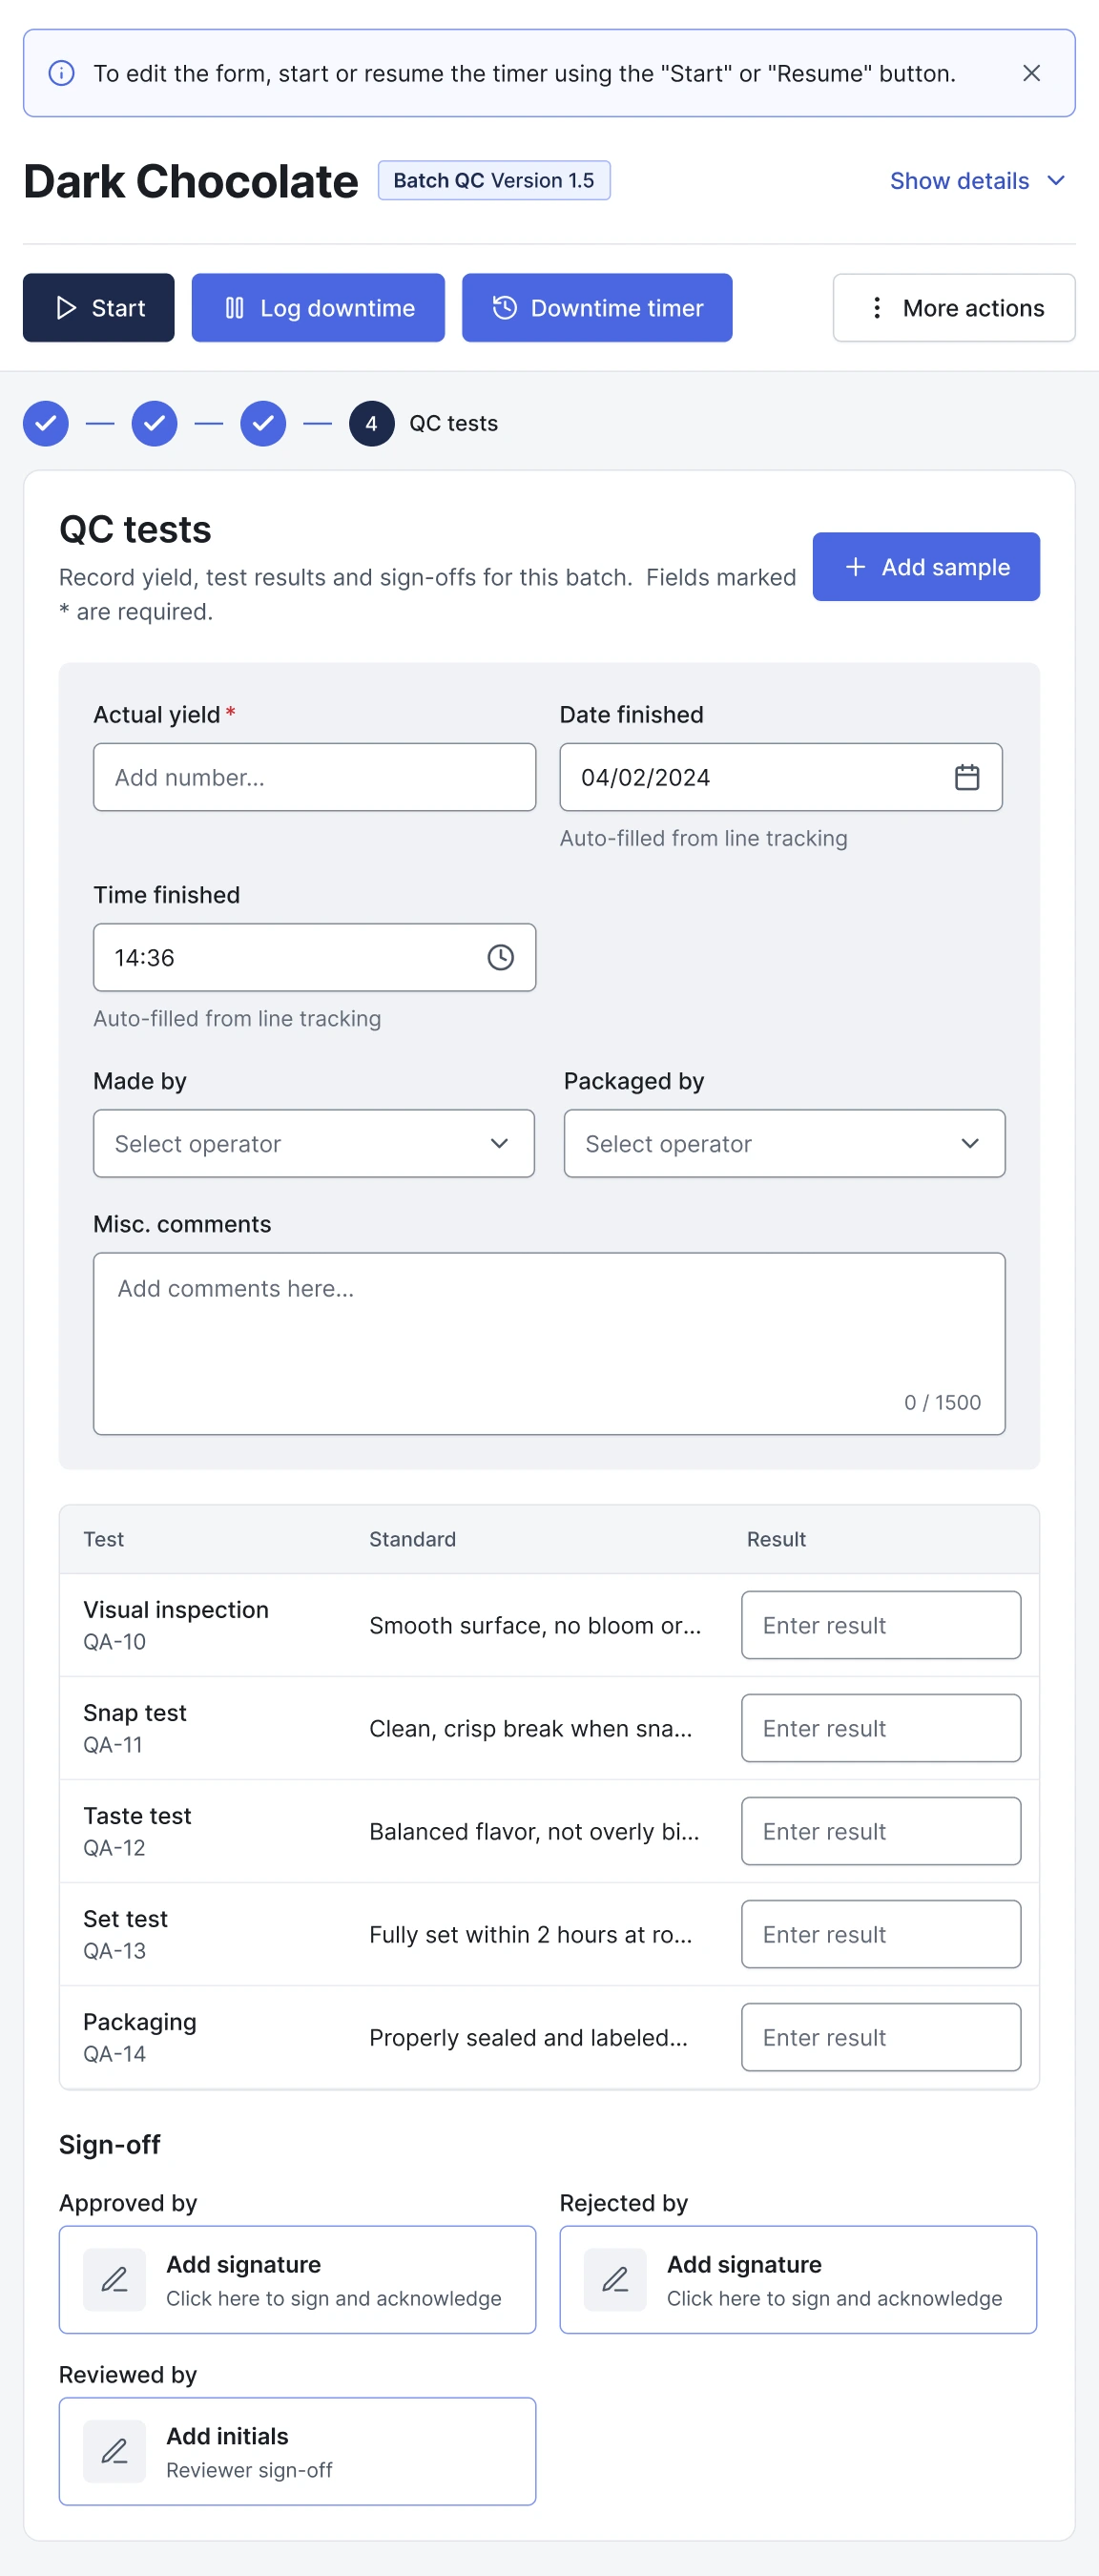 To edit the form, start or resume the timer using the "Start" or "Resume" button.
Dark Chocolate
Batch QC Version 1.5
Show details
Start
Log downtime
Downtime timer
More actions
4
QC tests
QC tests
Record yield, test results and sign-offs for this batch. Fields marked
* are required.
Add sample
Actual yield *
Add number...
Date finished
04/02/2024
Auto-filled from line tracking
Time finished
14:36
Auto-filled from line tracking
Made by
Select operator
Packaged by
Select operator
Misc. comments
Add comments here...
0 / 1500
Test
Standard
Result
Visual inspection
QA-10
Smooth surface, no bloom or...
Enter result
Snap test
QA-11
Clean, crisp break when sna...
Enter result
Taste test
QA-12
Balanced flavor, not overly bi...
Enter result
Set test
QA-13
Fully set within 2 hours at ro...
Enter result
Packaging
QA-14
Properly sealed and labeled...
Enter result
Sign-off
Approved by
Add signature
Click here to sign and acknowledge
Rejected by
Add signature
Click here to sign and acknowledge
Reviewed by
Add initials
Reviewer sign-off